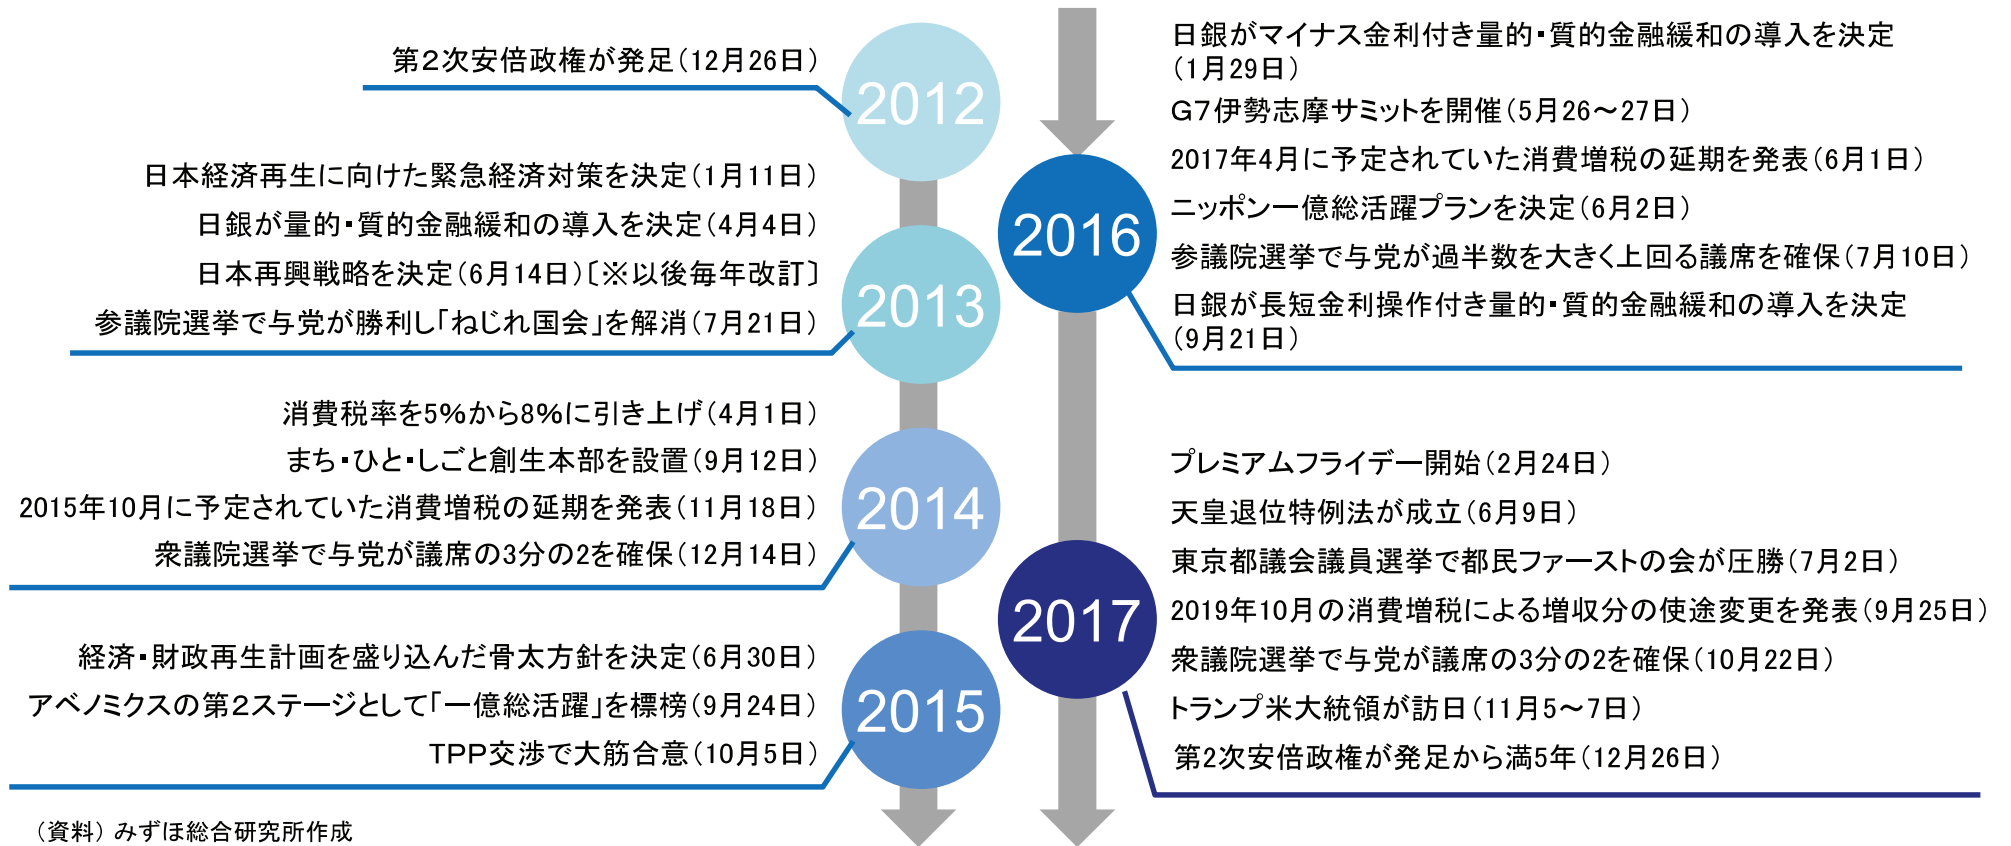 第2次安倍政権が発足(12月26日)
2012
日本経済再生に向けた緊急経済対策を決定(1月11日)
日銀が量的・質的金融緩和の導入を決定(4月4日)
日本再興戦略を決定(6月14日)〔※以後毎年改訂〕
参議院選挙で与党が勝利し「ねじれ国会」を解消(7月21日)
2013
消費税率を5%から8%に引き上げ(4月1日)
まち・ひと・しごと創生本部を設置(9月12日)
2015年10月に予定されていた消費増税の延期を発表(11月18日)
衆議院選挙で与党が議席の3分の2を確保(12月14日)
2014
経済・財政再生計画を盛り込んだ骨太方針を決定(6月30日)
アベノミクスの第2ステージとして「一億総活躍」を標榜(9月24日)
TPP交渉で大筋合意(10月5日)
2015
日銀がマイナス金利付き量的・質的金融緩和の導入を決定
(1月29日)
G7伊勢志摩サミットを開催(5月26～27日)
2017年4月に予定されていた消費増税の延期を発表(6月1日)
ニッポン一億総活躍プランを決定(6月2日)
参議院選挙で与党が過半数を大きく上回る議席を確保(7月10日)
日銀が長短金利操作付き量的・質的金融緩和の導入を決定
(9月21日)
2016
プレミアムフライデー開始(2月24日)
天皇退位特例法が成立(6月9日)
東京都議会議員選挙で都民ファーストの会が圧勝(7月2日)
2019年10月の消費増税による増収分の使途変更を発表(9月25日)
衆議院選挙で与党が議席の3分の2を確保(10月22日)
トランプ米大統領が訪日(11月5～7日)
第2次安倍政権が発足から満5年(12月26日)
2017
(資料)みずほ総合研究所作成